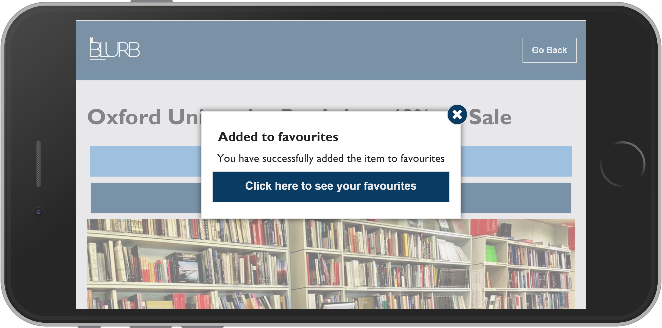 BLURB
Go Back
Oxford Sale
Added to favourites
You have successfully added the item to favourites
Click here to see your favourites